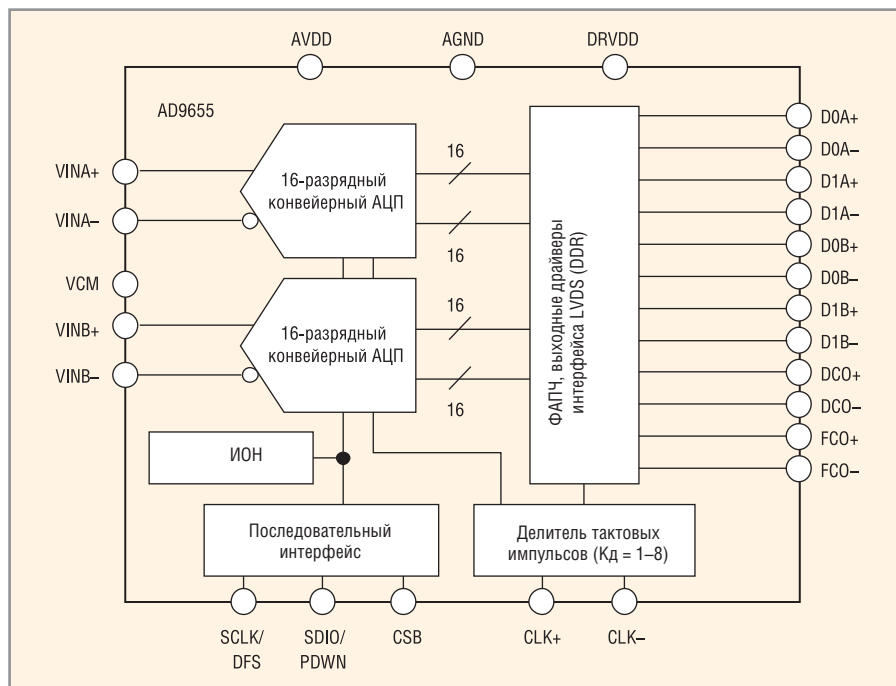 AVDD
AGND
DRVDD
AD9655
VINA+
VINA–
VCM
VINB+
VINB–
16-разрядный
конвейерный АЦП
16-разрядный
конвейерный АЦП
16
16
16
16
ФАПЧ, выходные драйверы
интерфейса LVDS (DDR)
D0A+
D0A–
D1A+
D1A–
D0B+
D0B–
D1B+
D1B–
DCO+
DCO–
FCO+
FCO–
ИОН
Последовательный
интерфейс
Делитель тактовых
импульсов (Кд = 1–8)
SCLK/
DFS
SDIO/
PDWN
CSB
CLK+
CLK–